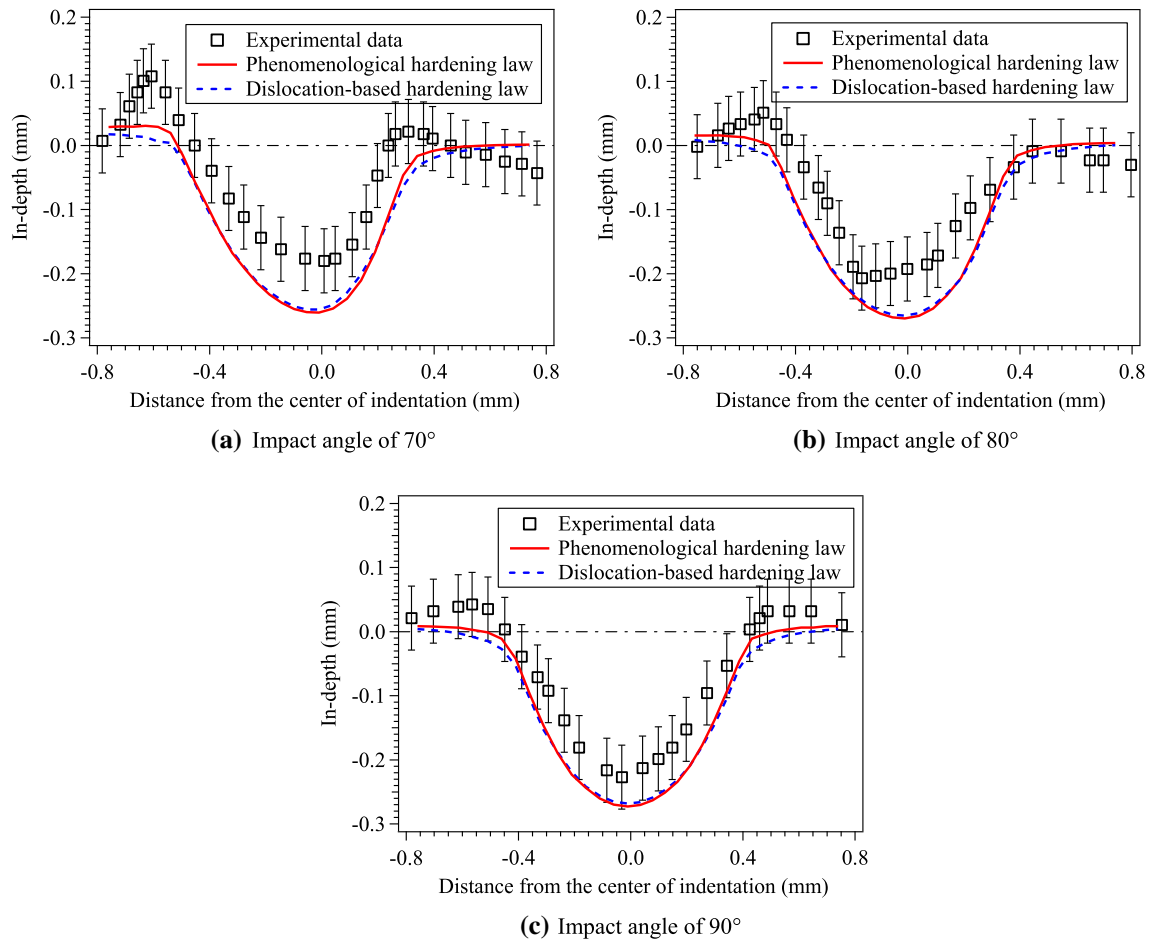 0.2
0.1
0.0
-0.1
-0.2
-0.3
In-depth (mm)
Experimental data
Phenomenological hardening law
Dislocation-based hardening law
-0.8
-0.4
0.0
0.4
0.8
Distance from the center of indentation (mm)
(a) Impact angle of 70°
0.2
0.1
0.0
-0.1
-0.2
-0.3
In-depth (mm)
Experimental data
Phenomenological hardening law
Dislocation-based hardening law
-0.8
-0.4
0.0
0.4
0.8
Distance from the center of indentation (mm)
(b) Impact angle of 80°
0.2
0.1
0.0
-0.1
-0.2
-0.3
In-depth (mm)
Experimental data
Phenomenological hardening law
Dislocation-based hardening law
-0.8
-0.4
0.0
0.4
0.8
Distance from the center of indentation (mm)
(c) Impact angle of 90°